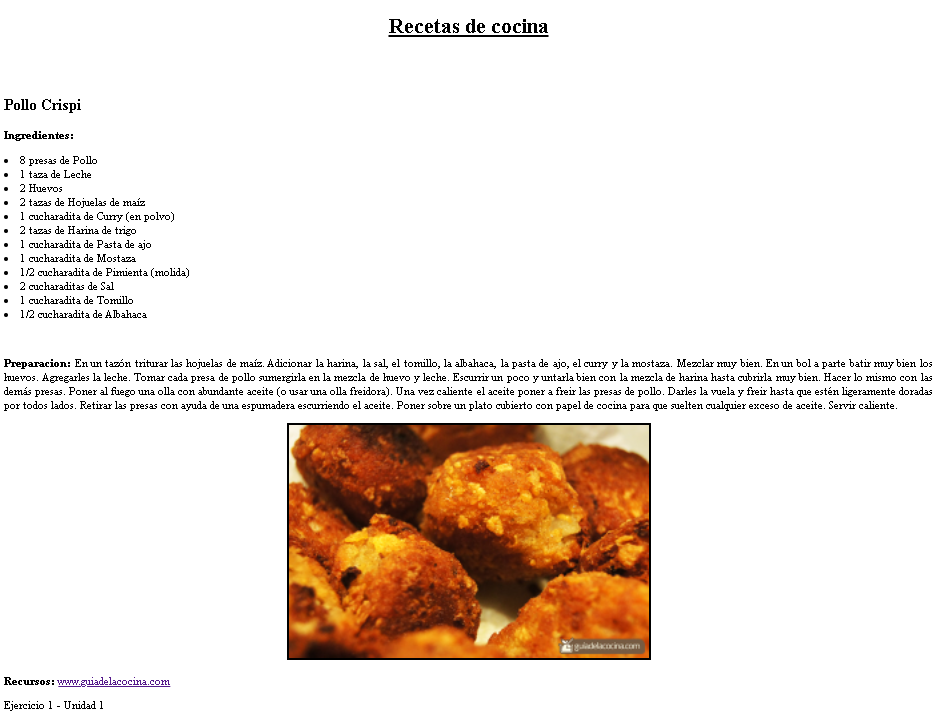 Recetas de cocina
Pollo Crispi
Ingredientes:
8 presas de Pollo
1 taza de Leche
2 Huevos
2 tazas de Hojuelas de maíz
1 cucharadita de Curry (en polvo)
2 tazas de Harina de trigo
1 cucharadita de Pasta de ajo
1 cucharadita de Mostaza
1/2 cucharadita de Pimienta (molida)
2 cucharaditas de Sal
1 cucharadita de Tomillo
1/2 cucharadita de Albahaca
Preparacion: En un tazón triturar las hojuelas de maíz. Adicionar la harina, la sal, el tomillo, la albahaca, la pasta de ajo, el curry y la mostaza. Mezclar muy bien. En un bol a parte batir muy bien los
huevos. Agregarles la leche. Tomar cada presa de pollo sumergirla en la mezcla de huevo y leche. Escurrir un poco y untarla bien con la mezcla de harina hasta cubrirla muy bien. Hacer lo mismo con las
demás presas. Poner al fuego una olla con abundante aceite (o usar una olla freidora). Una vez caliente el aceite poner a freir las presas de pollo. Darles la vuela y freir hasta que estén ligeramente doradas
por todos lados. Retirar las presas con ayuda de una espumadera escurriendo el aceite. Poner sobre un plato cubierto con papel de cocina para que suelten cualquier exceso de aceite. Servir caliente.
guiadelacocina.com
Recursos: www.guiadelacocina.com
Ejercicio 1 - Unidad 1